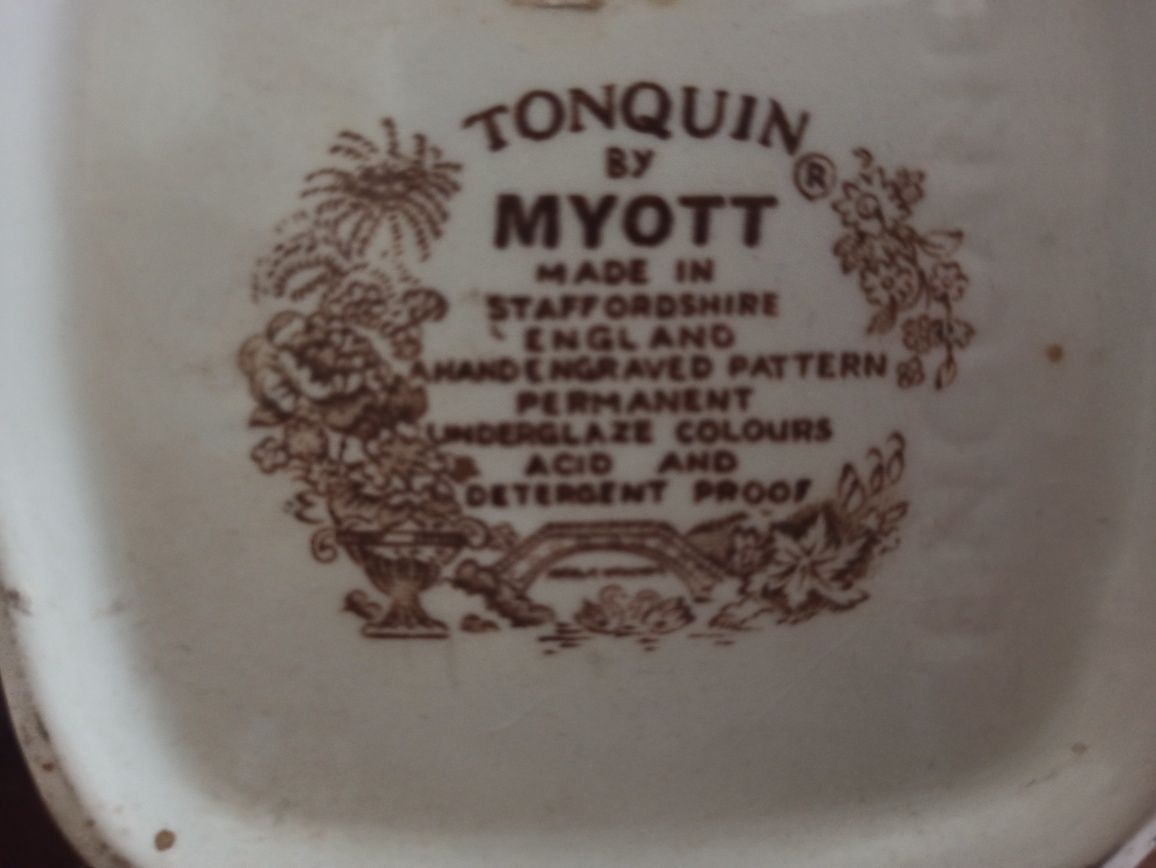 TONQUIN
BY ®
MYOTT
MADE IN
STAFFORDSHIRE
ENGLAND
A HAND ENGRAVED PATTERN
PERMANENT
UNDERGLAZE COLOURS
ACID AND
DETERGENT PROOF